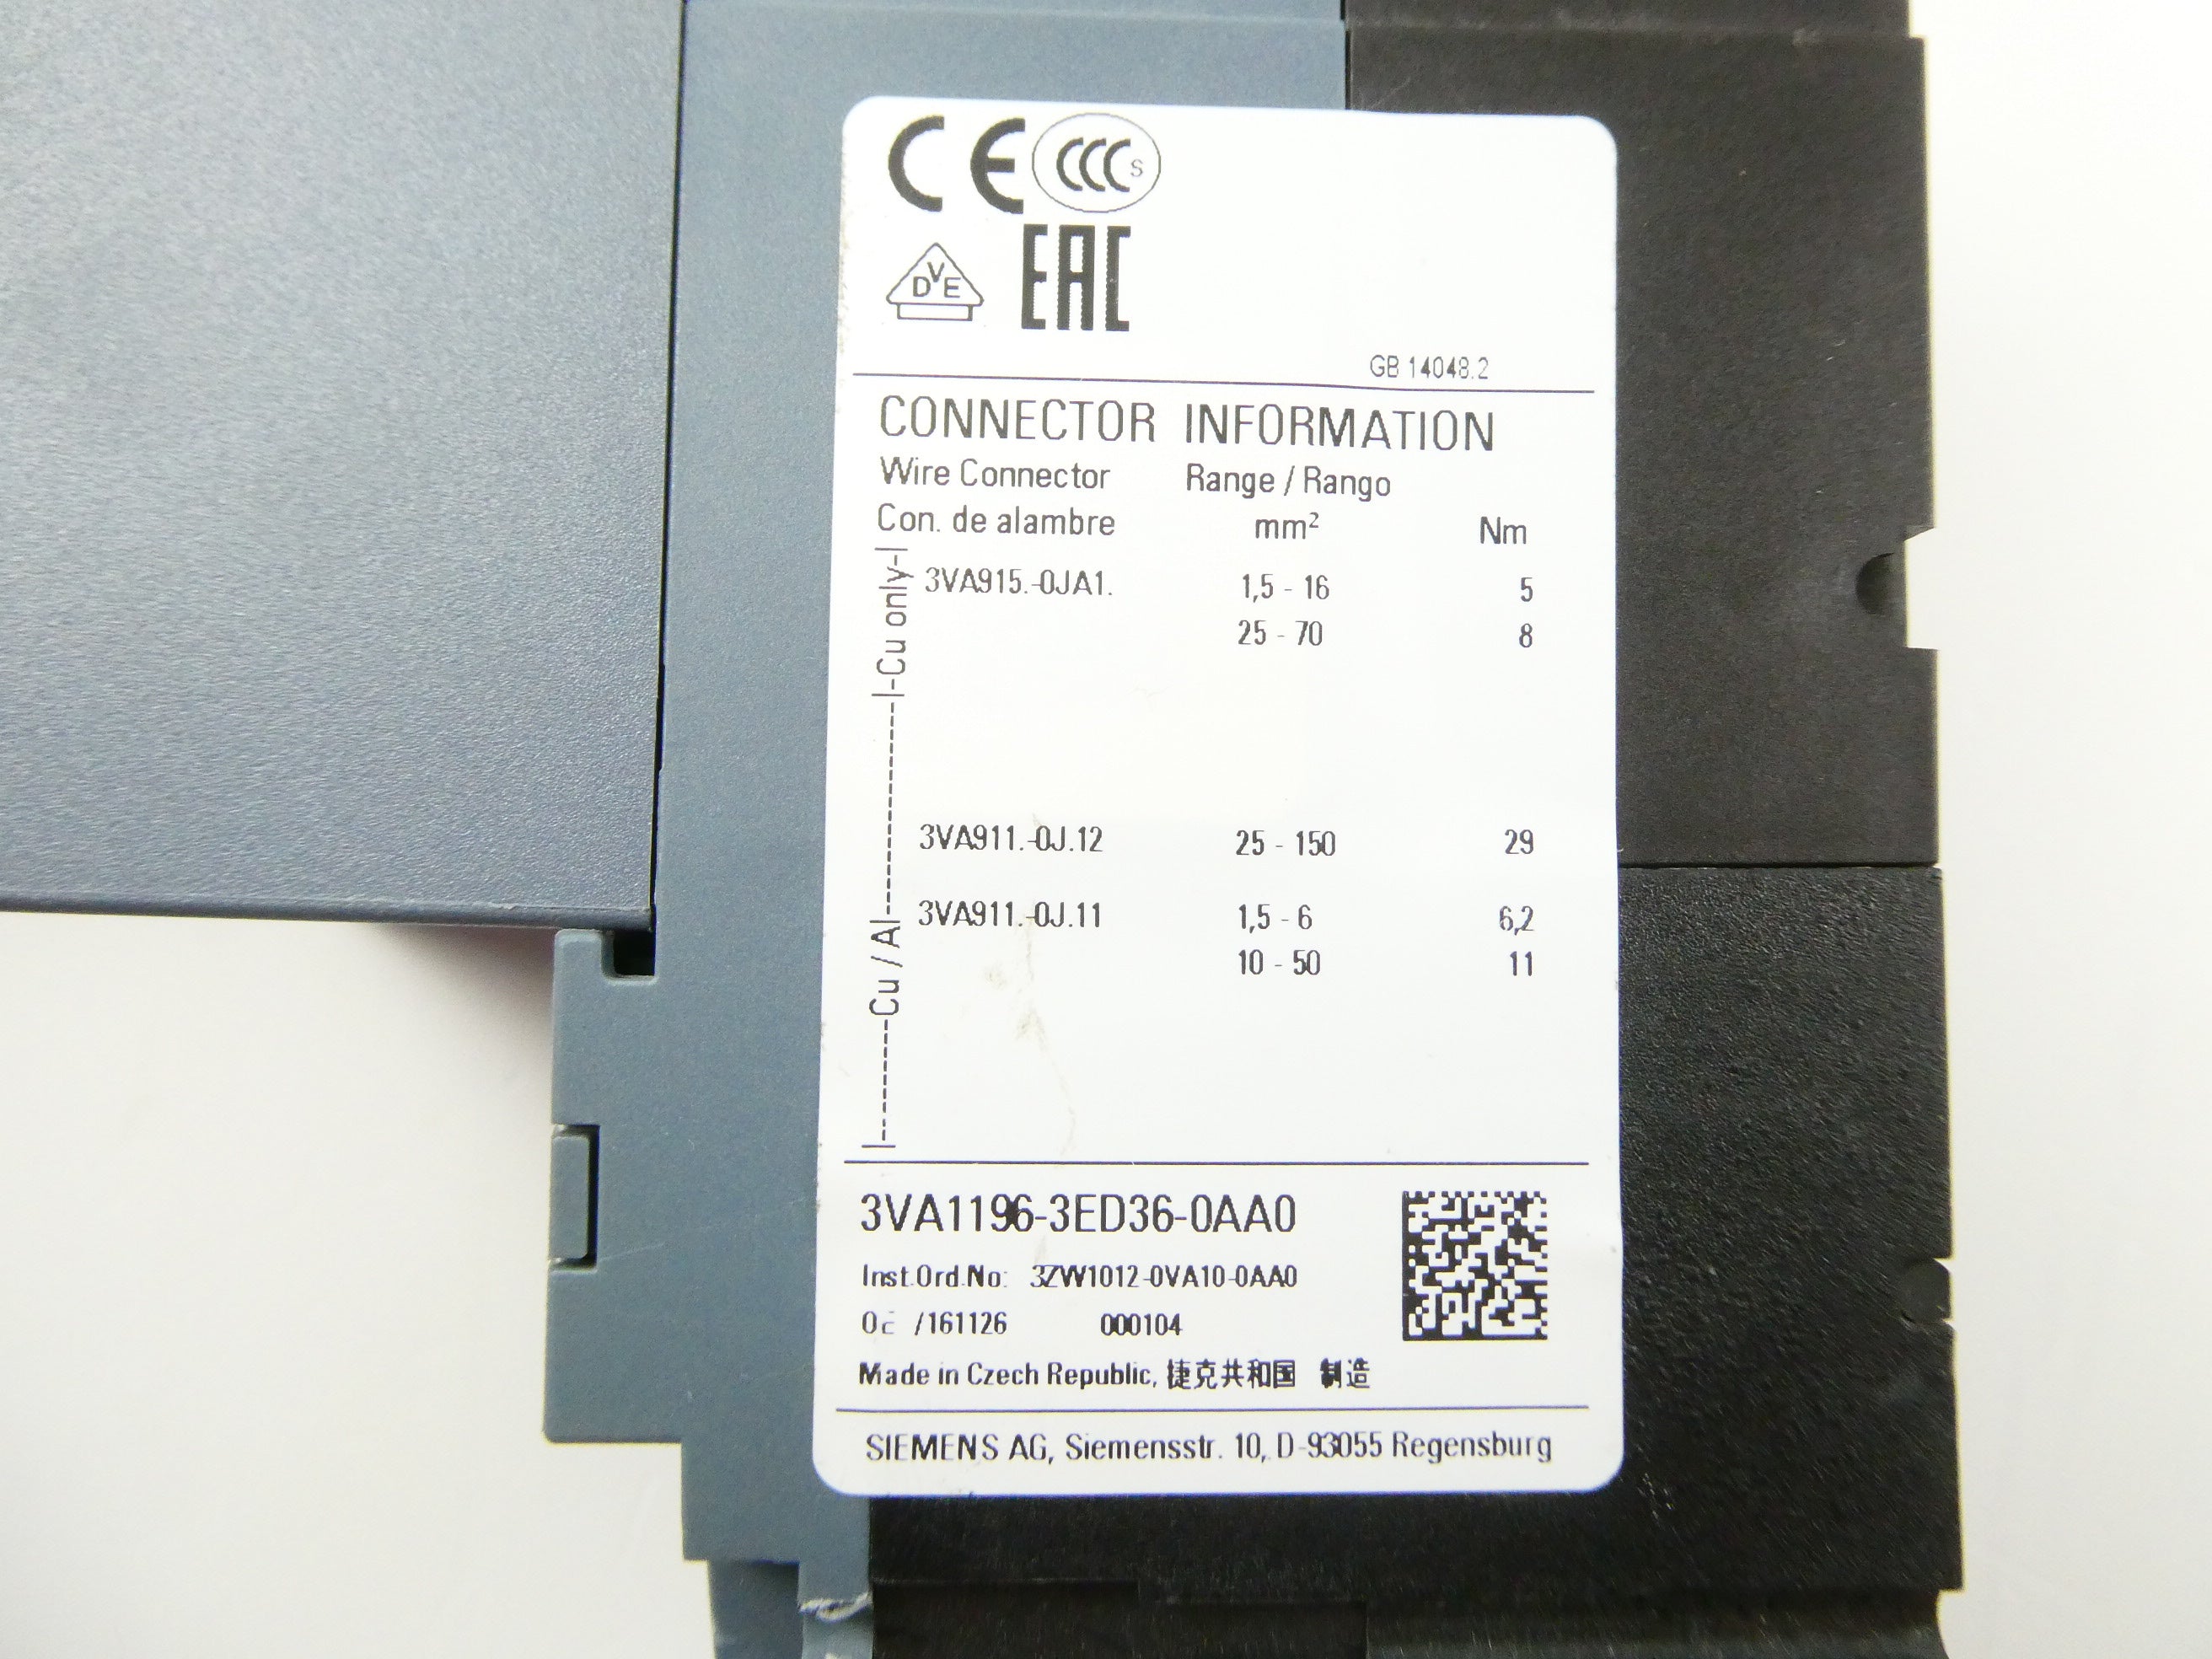 CE CCC S
DVE EAC
GB 14048.2
CONNECTOR INFORMATION
Wire Connector Range / Rango
Con. de alambre mm² Nm
|-Cu only-|
3VA915.-0JA1. 1,5 - 16 5
25 - 70 8
|--------Cu / Al----------------|
3VA911.-0J.12 25 - 150 29
3VA911.-0J.11 1,5 - 6 6,2
10 - 50 11
3VA1196-3ED36-0AA0
Inst.Ord.No: 3ZW1012-0VA10-0AA0
/161126 000104
Made in Czech Republic, 捷克共和国 制造
SIEMENS AG, Siemensstr. 10, D-93055 Regensburg